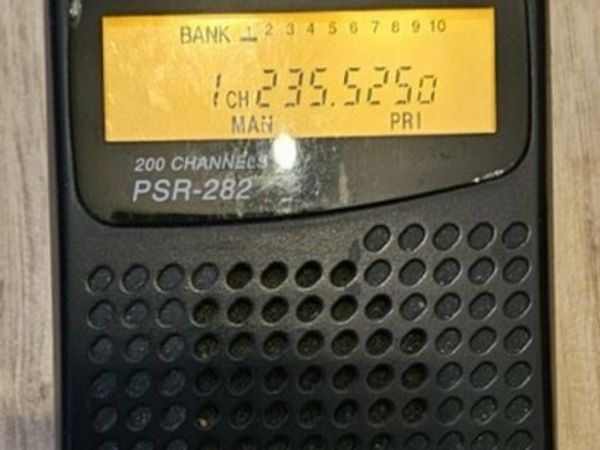 BANK 1 2 3 4 5 6 7 8 9 10
1 CH 235.5250
MAN PRI
200 CHANNELS
PSR-282